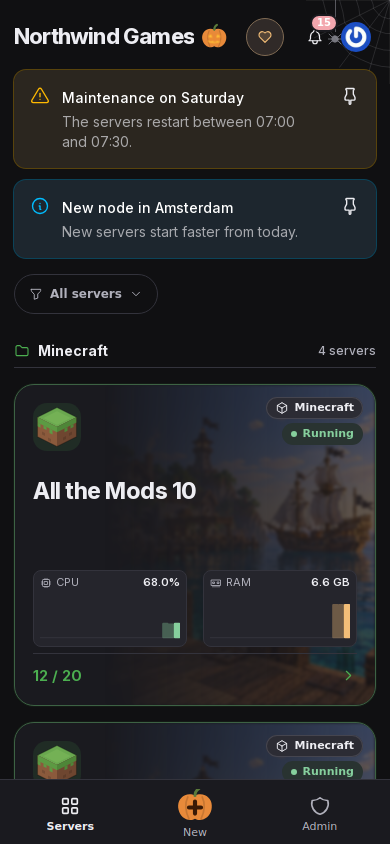 Northwind Games
15
Maintenance on Saturday
The servers restart between 07:00
and 07:30.
New node in Amsterdam
New servers start faster from today.
All servers
Minecraft
4 servers
Minecraft
Running
All the Mods 10
CPU
68.0%
RAM
6.6 GB
12 / 20
Minecraft
Running
Servers
New
Admin